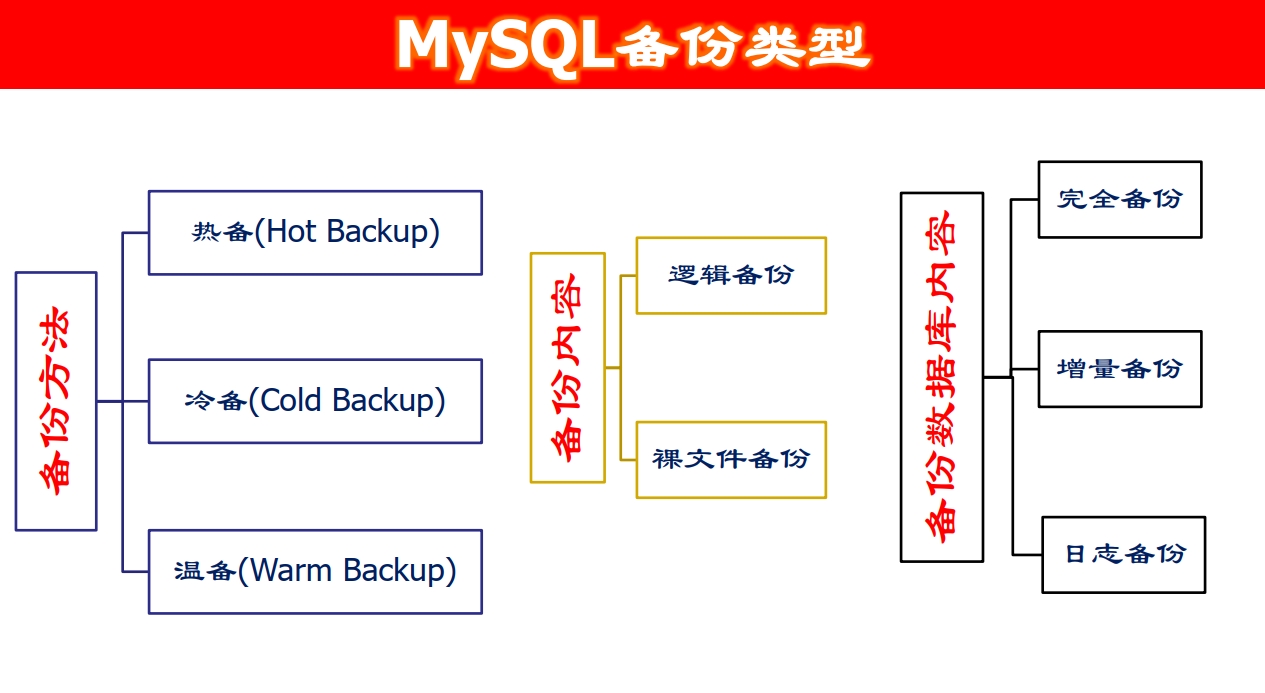 MySQL备份类型
备份方法
热备(Hot Backup)
冷备(Cold Backup)
温备(Warm Backup)
备份内容
逻辑备份
裸文件备份
备份数据库内容
完全备份
增量备份
日志备份